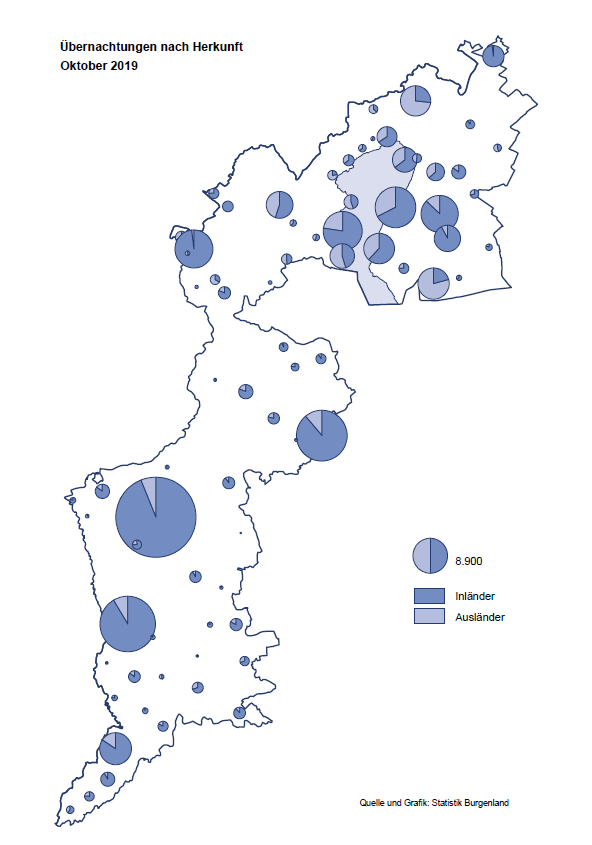 Übernachtungen nach Herkunft
Oktober 2019
8.900
Inländer
Ausländer
Quelle und Grafik: Statistik Burgenland